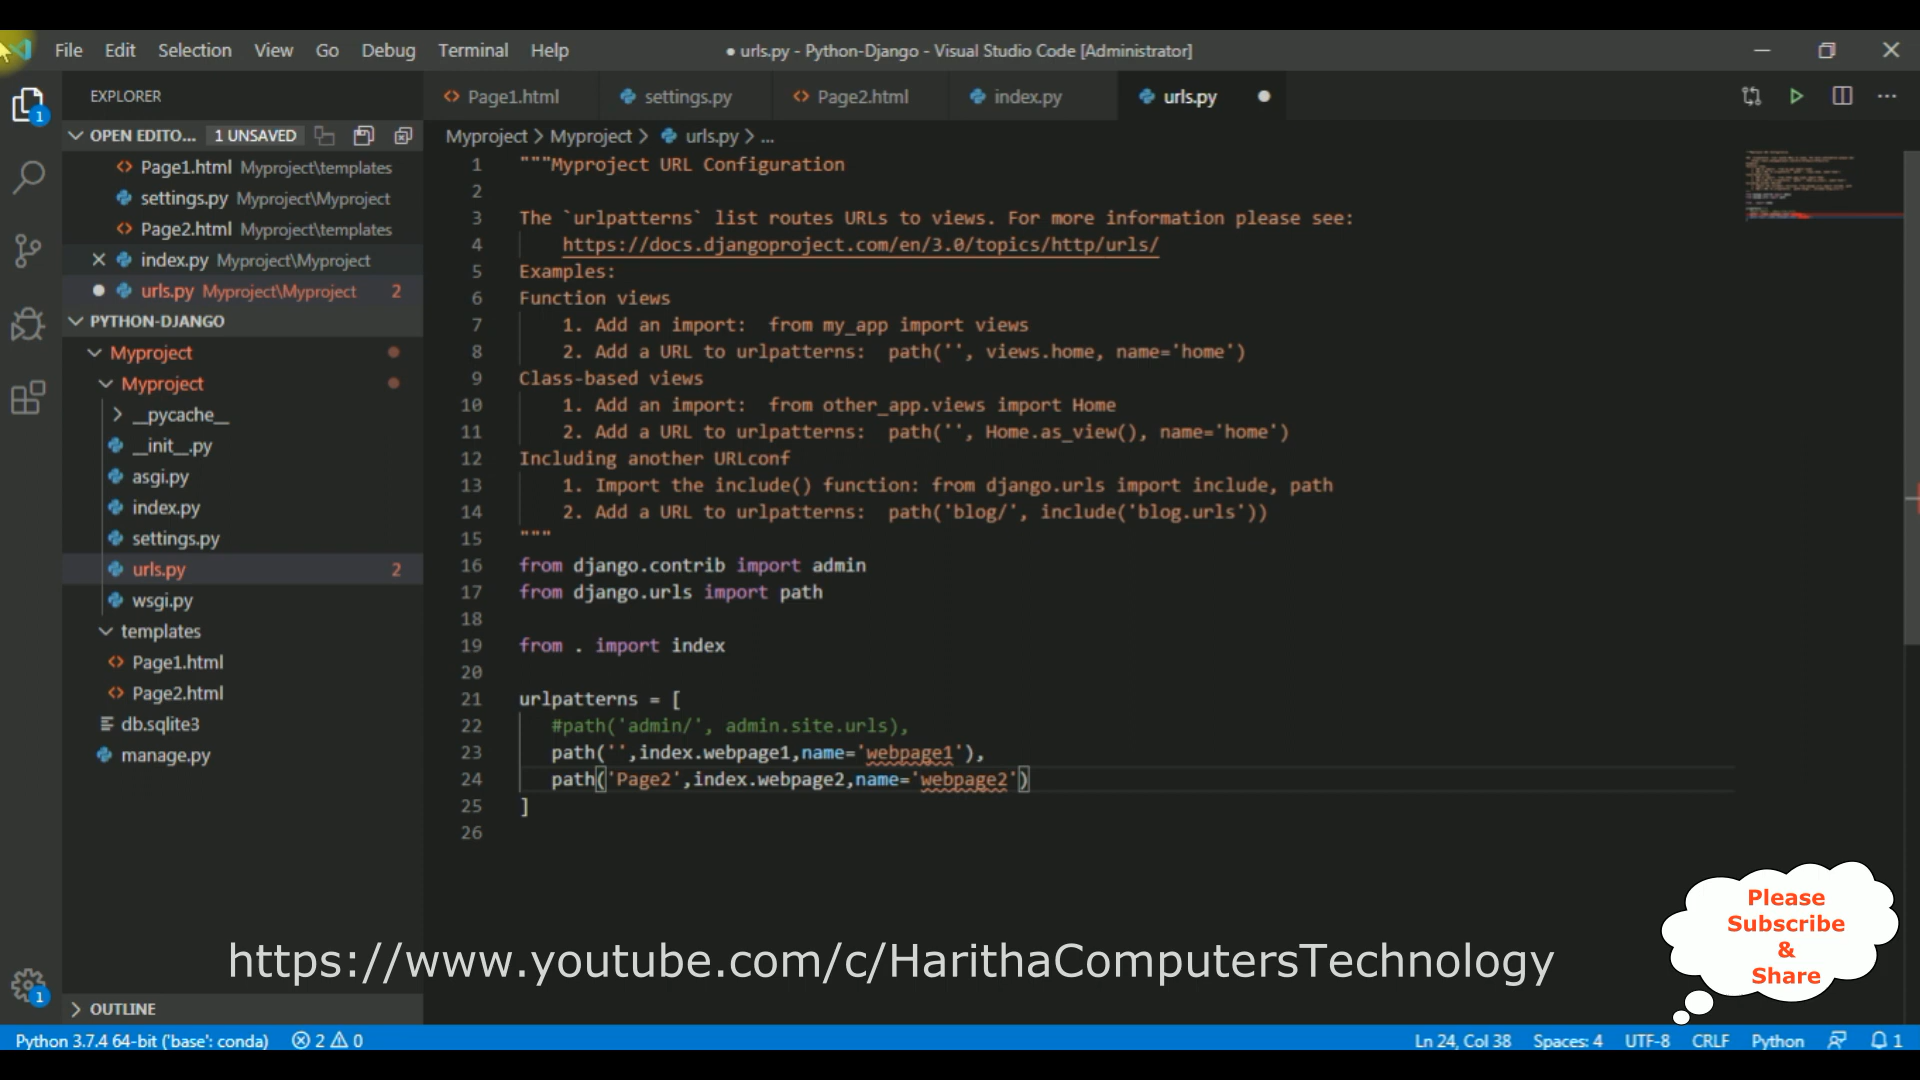 File Edit Selection View Go Debug Terminal Help
● urls.py - Python-Django - Visual Studio Code [Administrator]
EXPLORER
Page1.html settings.py Page2.html index.py urls.py
OPEN EDITO... 1 UNSAVED
Myproject > Myproject > urls.py > ...
Page1.html Myproject\templates
settings.py Myproject\Myproject
Page2.html Myproject\templates
index.py Myproject\Myproject
urls.py Myproject\Myproject 2
PYTHON-DJANGO
Myproject
Myproject
__pycache__
__init__.py
asgi.py
index.py
settings.py
urls.py 2
wsgi.py
templates
Page1.html
Page2.html
db.sqlite3
manage.py
OUTLINE
1 """Myproject URL Configuration
2
3 The `urlpatterns` list routes URLs to views. For more information please see:
4 https://docs.djangoproject.com/en/3.0/topics/http/urls/
5 Examples:
6 Function views
7 1. Add an import:  from my_app import views
8 2. Add a URL to urlpatterns:  path('', views.home, name='home')
9 Class-based views
10 1. Add an import:  from other_app.views import Home
11 2. Add a URL to urlpatterns:  path('', Home.as_view(), name='home')
12 Including another URLconf
13 1. Import the include() function: from django.urls import include, path
14 2. Add a URL to urlpatterns:  path('blog/', include('blog.urls'))
15 """
16 from django.contrib import admin
17 from django.urls import path
18
19 from . import index
20
21 urlpatterns = [
22 #path('admin/', admin.site.urls),
23 path('',index.webpage1,name='webpage1'),
24 path('Page2',index.webpage2,name='webpage2')
25 ]
26
https://www.youtube.com/c/HarithaComputersTechnology
Please
Subscribe
&
Share
1
1
Python 3.7.4 64-bit ('base': conda) 2 0 Ln 24, Col 38 Spaces: 4 UTF-8 CRLF Python 1